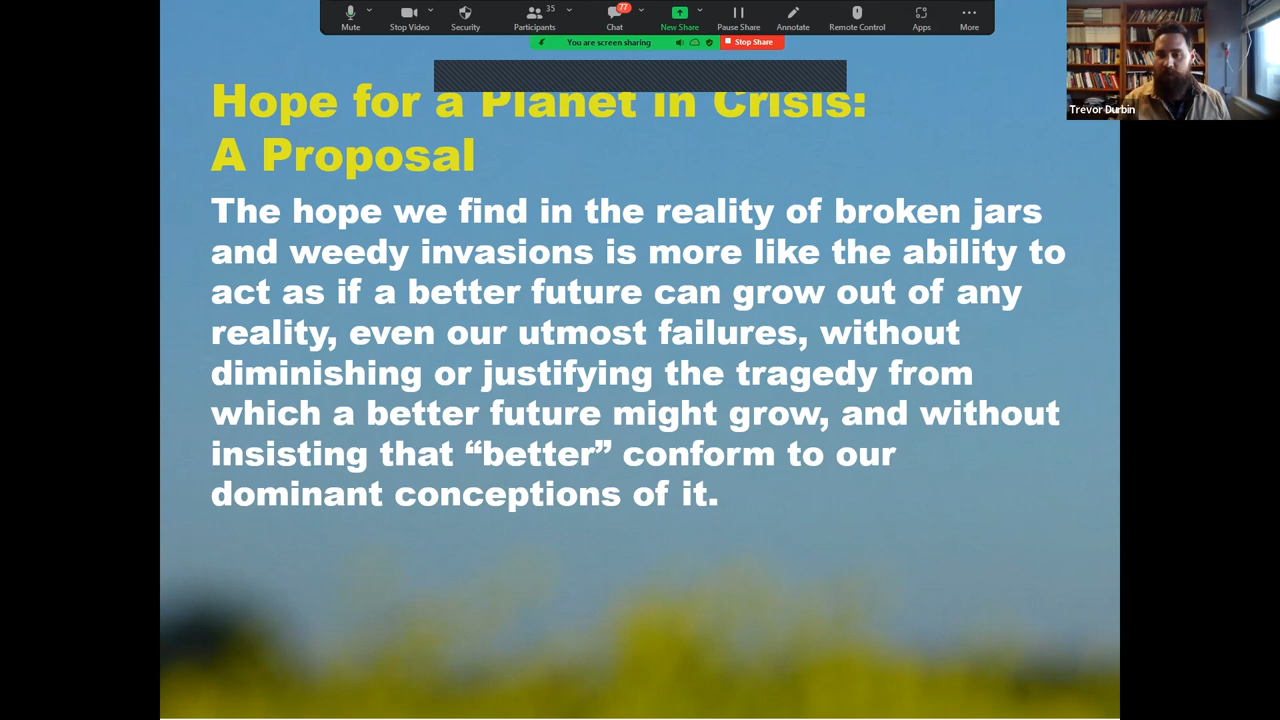 35
77
Mute
Stop Video
Security
Participants
Chat
New Share
Pause Share
Annotate
Remote Control
Apps
More
You are screen sharing
Stop Share
Trevor Durbin
Hope for a Planet in Crisis:
A Proposal
The hope we find in the reality of broken jars
and weedy invasions is more like the ability to
act as if a better future can grow out of any
reality, even our utmost failures, without
diminishing or justifying the tragedy from
which a better future might grow, and without
insisting that “better” conform to our
dominant conceptions of it.